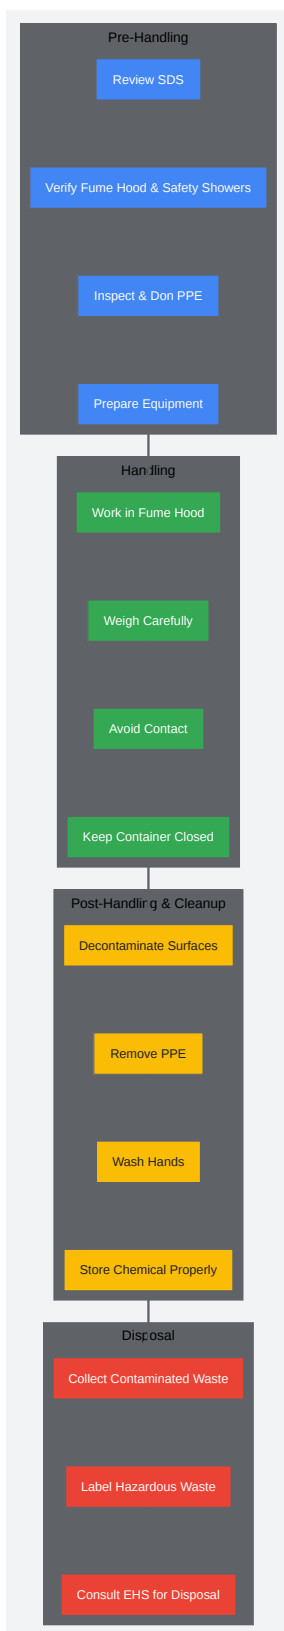 Pre-Handling
Review SDS
Verify Fume Hood & Safety Showers
Inspect & Don PPE
Prepare Equipment
Handling
Work in Fume Hood
Weigh Carefully
Avoid Contact
Keep Container Closed
Post-Handling & Cleanup
Decontaminate Surfaces
Remove PPE
Wash Hands
Store Chemical Properly
Disposal
Collect Contaminated Waste
Label Hazardous Waste
Consult EHS for Disposal